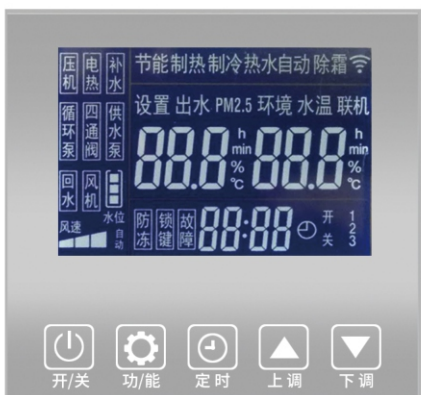 压机 电热 补水 节能 制热 制冷 热水 自动 除霜
设置 出水 PM2.5 环境 水温 联机
循环泵 四通阀 供水泵 88.8 h min % ℃ 88.8 h min % ℃
回水 风机 水位
风速 自动 防冻 锁键 故障 88:88 开 关 1 2 3
开/关 功/能 定时 上调 下调